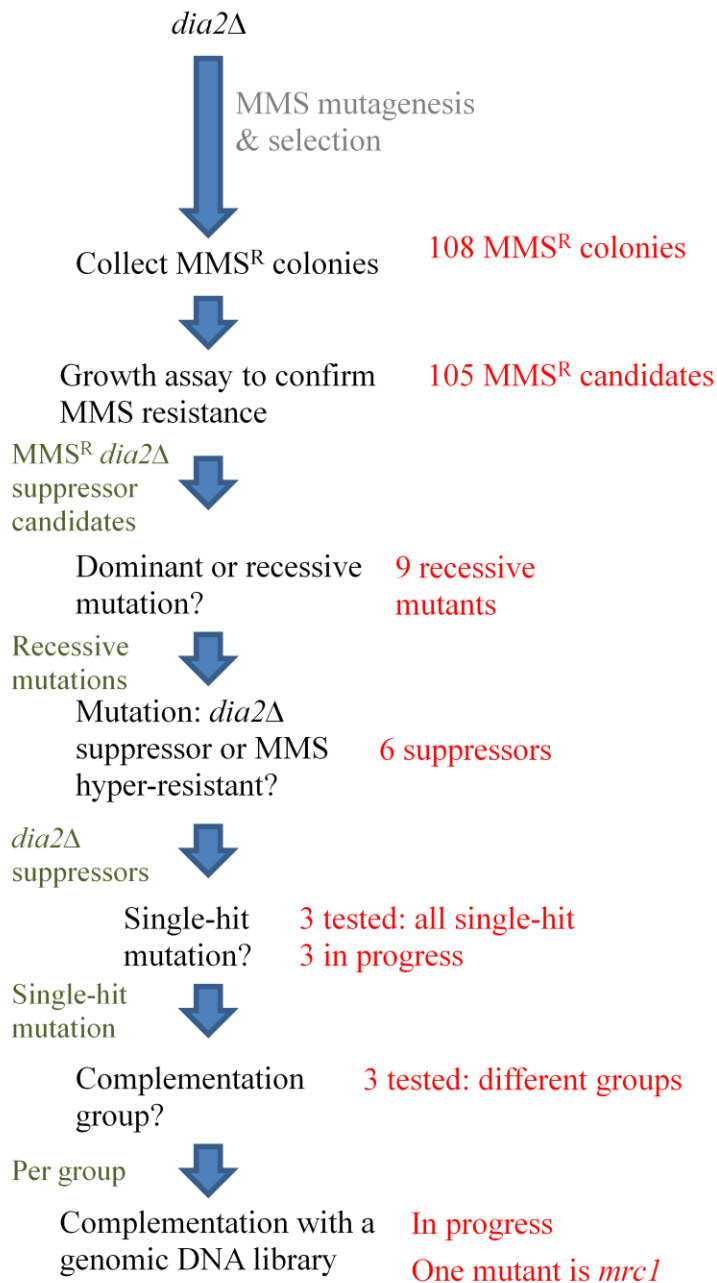 dia2Δ
MMS mutagenesis
& selection
Collect MMSᴿ colonies
108 MMSᴿ colonies
Growth assay to confirm
MMS resistance
105 MMSᴿ candidates
MMSᴿ dia2Δ
suppressor
candidates
Dominant or recessive
mutation?
9 recessive
mutants
Recessive
mutations
Mutation: dia2Δ
suppressor or MMS
hyper-resistant?
6 suppressors
dia2Δ
suppressors
Single-hit
mutation?
3 tested: all single-hit
3 in progress
Single-hit
mutation
Complementation
group?
3 tested: different groups
Per group
Complementation with a
genomic DNA library
In progress
One mutant is mrc1